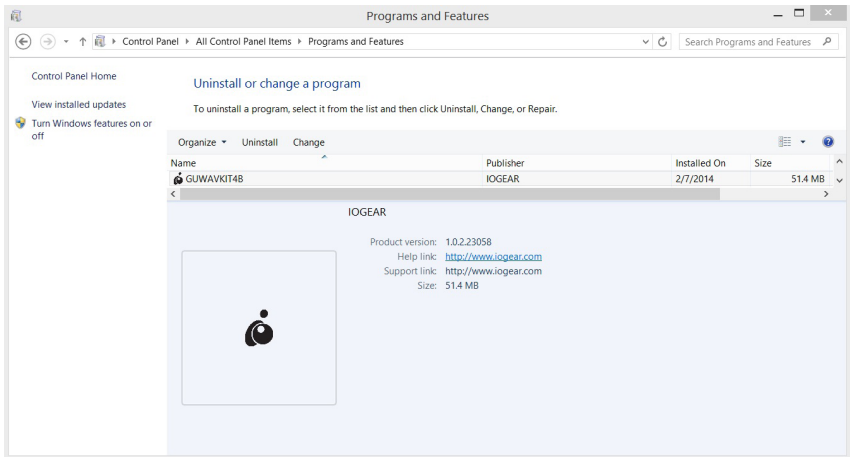 Programs and Features
Control Panel Al Control Panel Items Programs and Features
Search Programs and Features
Control Panel Home
View installed updates
Turn Windows features on or
off
Uninstall or change a program
To uninstall a program, select it from the list and then click Uninstall, Change, or Repair.
Organize Uninstall Change
Name Publisher Installed On Size
GUWAVKIT4B IOGEAR 2/7/2014 51.4 MB
IOGEAR
Product version: 1.0.2.23058
Help link: http://www.iogear.com
Support link: http://www.iogear.com
Size: 51.4 MB